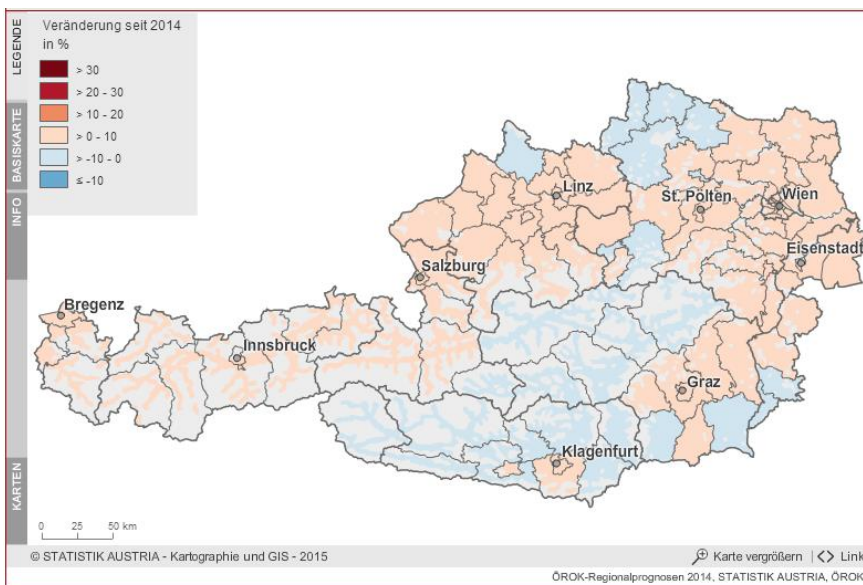 LEGENDE
BASISKARTE
INFO
KARTEN
Veränderung seit 2014
in %
> 30
> 20 - 30
> 10 - 20
> 0 - 10
> -10 - 0
≤ -10
Linz
St. Pölten
Wien
Eisenstadt
Salzburg
Bregenz
Innsbruck
Graz
Klagenfurt
0 25 50 km
© STATISTIK AUSTRIA - Kartographie und GIS - 2015
Karte vergrößern | <> Link
ÖROK-Regionalprognosen 2014, STATISTIK AUSTRIA, ÖROK